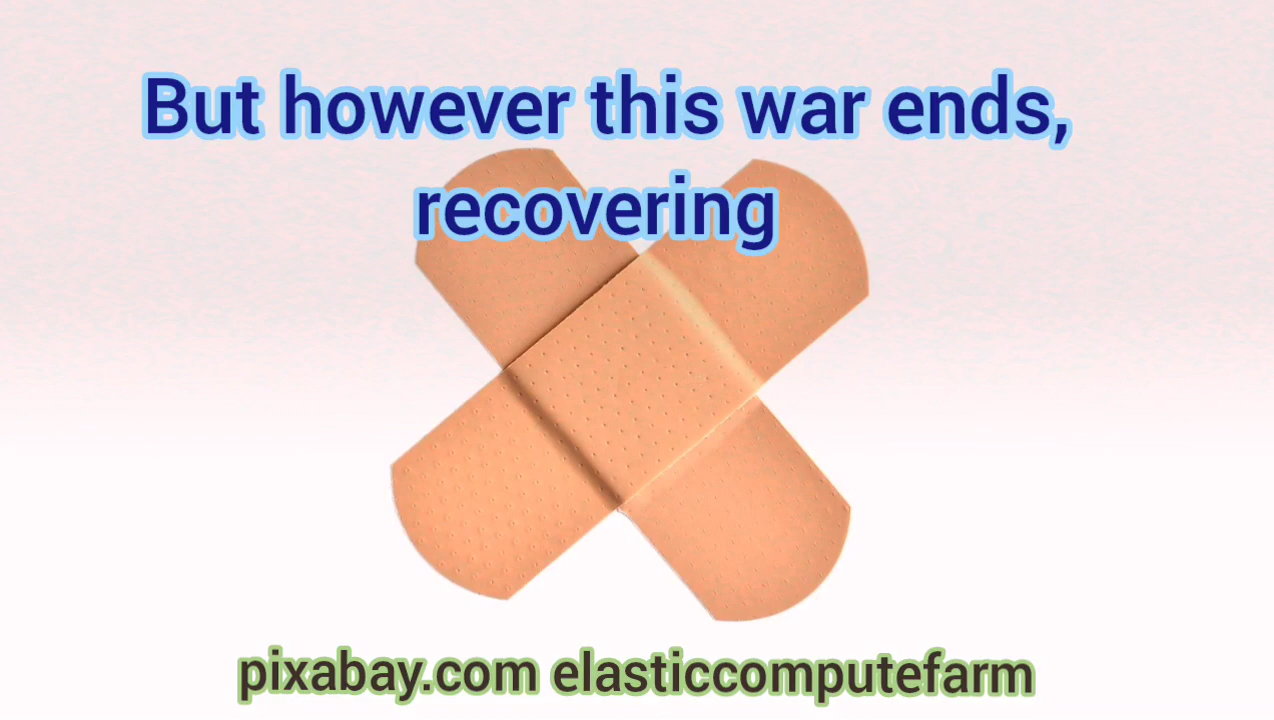 But however this war ends,
recovering
pixabay.com elasticcomputefarm